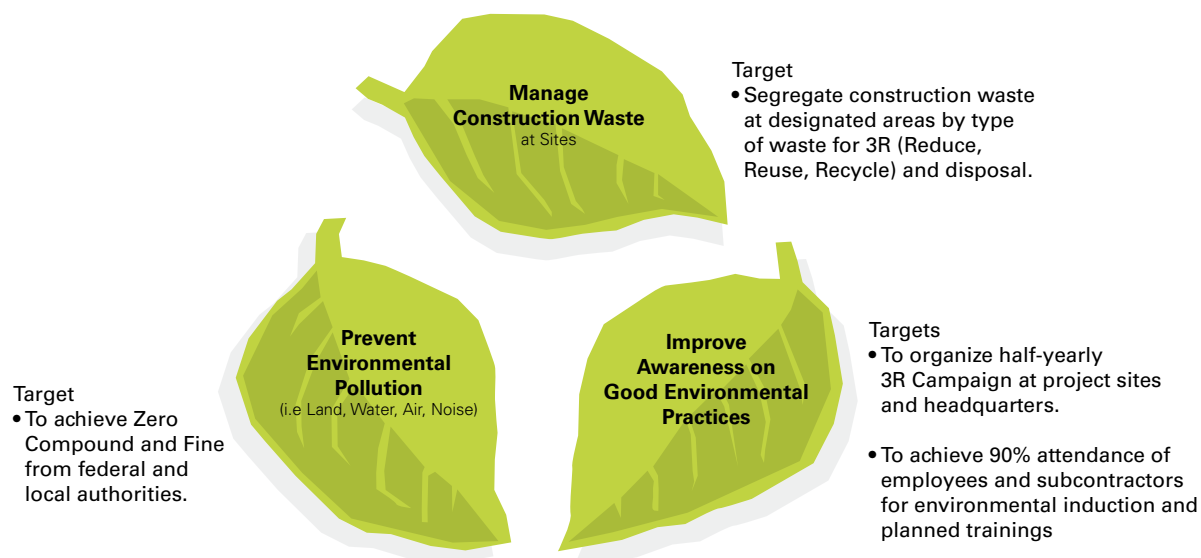 Manage
Construction Waste
at Sites
Target
• Segregate construction waste
at designated areas by type
of waste for 3R (Reduce,
Reuse, Recycle) and disposal.
Prevent
Environmental
Pollution
(i.e Land, Water, Air, Noise)
Target
• To achieve Zero
Compound and Fine
from federal and
local authorities.
Improve
Awareness on
Good Environmental
Practices
Targets
• To organize half-yearly
3R Campaign at project sites
and headquarters.
• To achieve 90% attendance of
employees and subcontractors
for environmental induction and
planned trainings